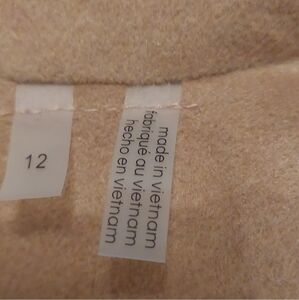 12
made in vietnam
fabriqué au vietnam
hecho en vietnam